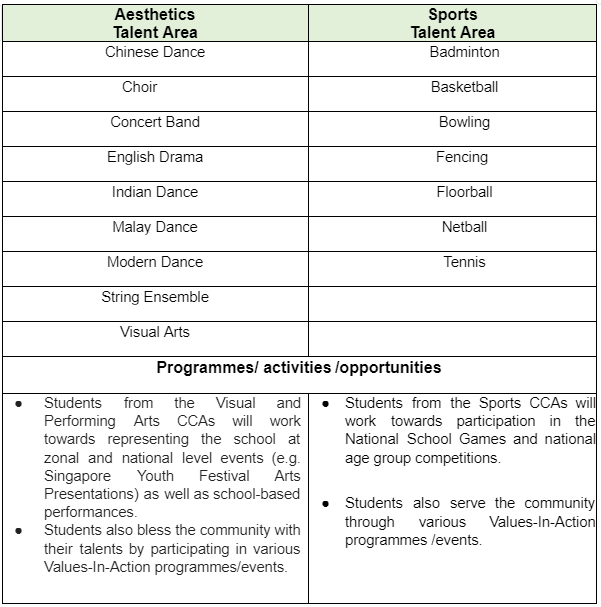 Aesthetics
Talent Area
Sports
Talent Area
Chinese Dance
Badminton
Choir
Basketball
Concert Band
Bowling
English Drama
Fencing
Indian Dance
Floorball
Malay Dance
Netball
Modern Dance
Tennis
String Ensemble
Visual Arts
Programmes/ activities /opportunities
● Students from the Visual and
Performing Arts CCAs will work
towards representing the school at
zonal and national level events (e.g.
Singapore Youth Festival Arts
Presentations) as well as school-based
performances.
● Students also bless the community with
their talents by participating in various
Values-In-Action programmes/events.
● Students from the Sports CCAs will
work towards participation in the
National School Games and national
age group competitions.
● Students also serve the community
through various Values-In-Action
programmes /events.